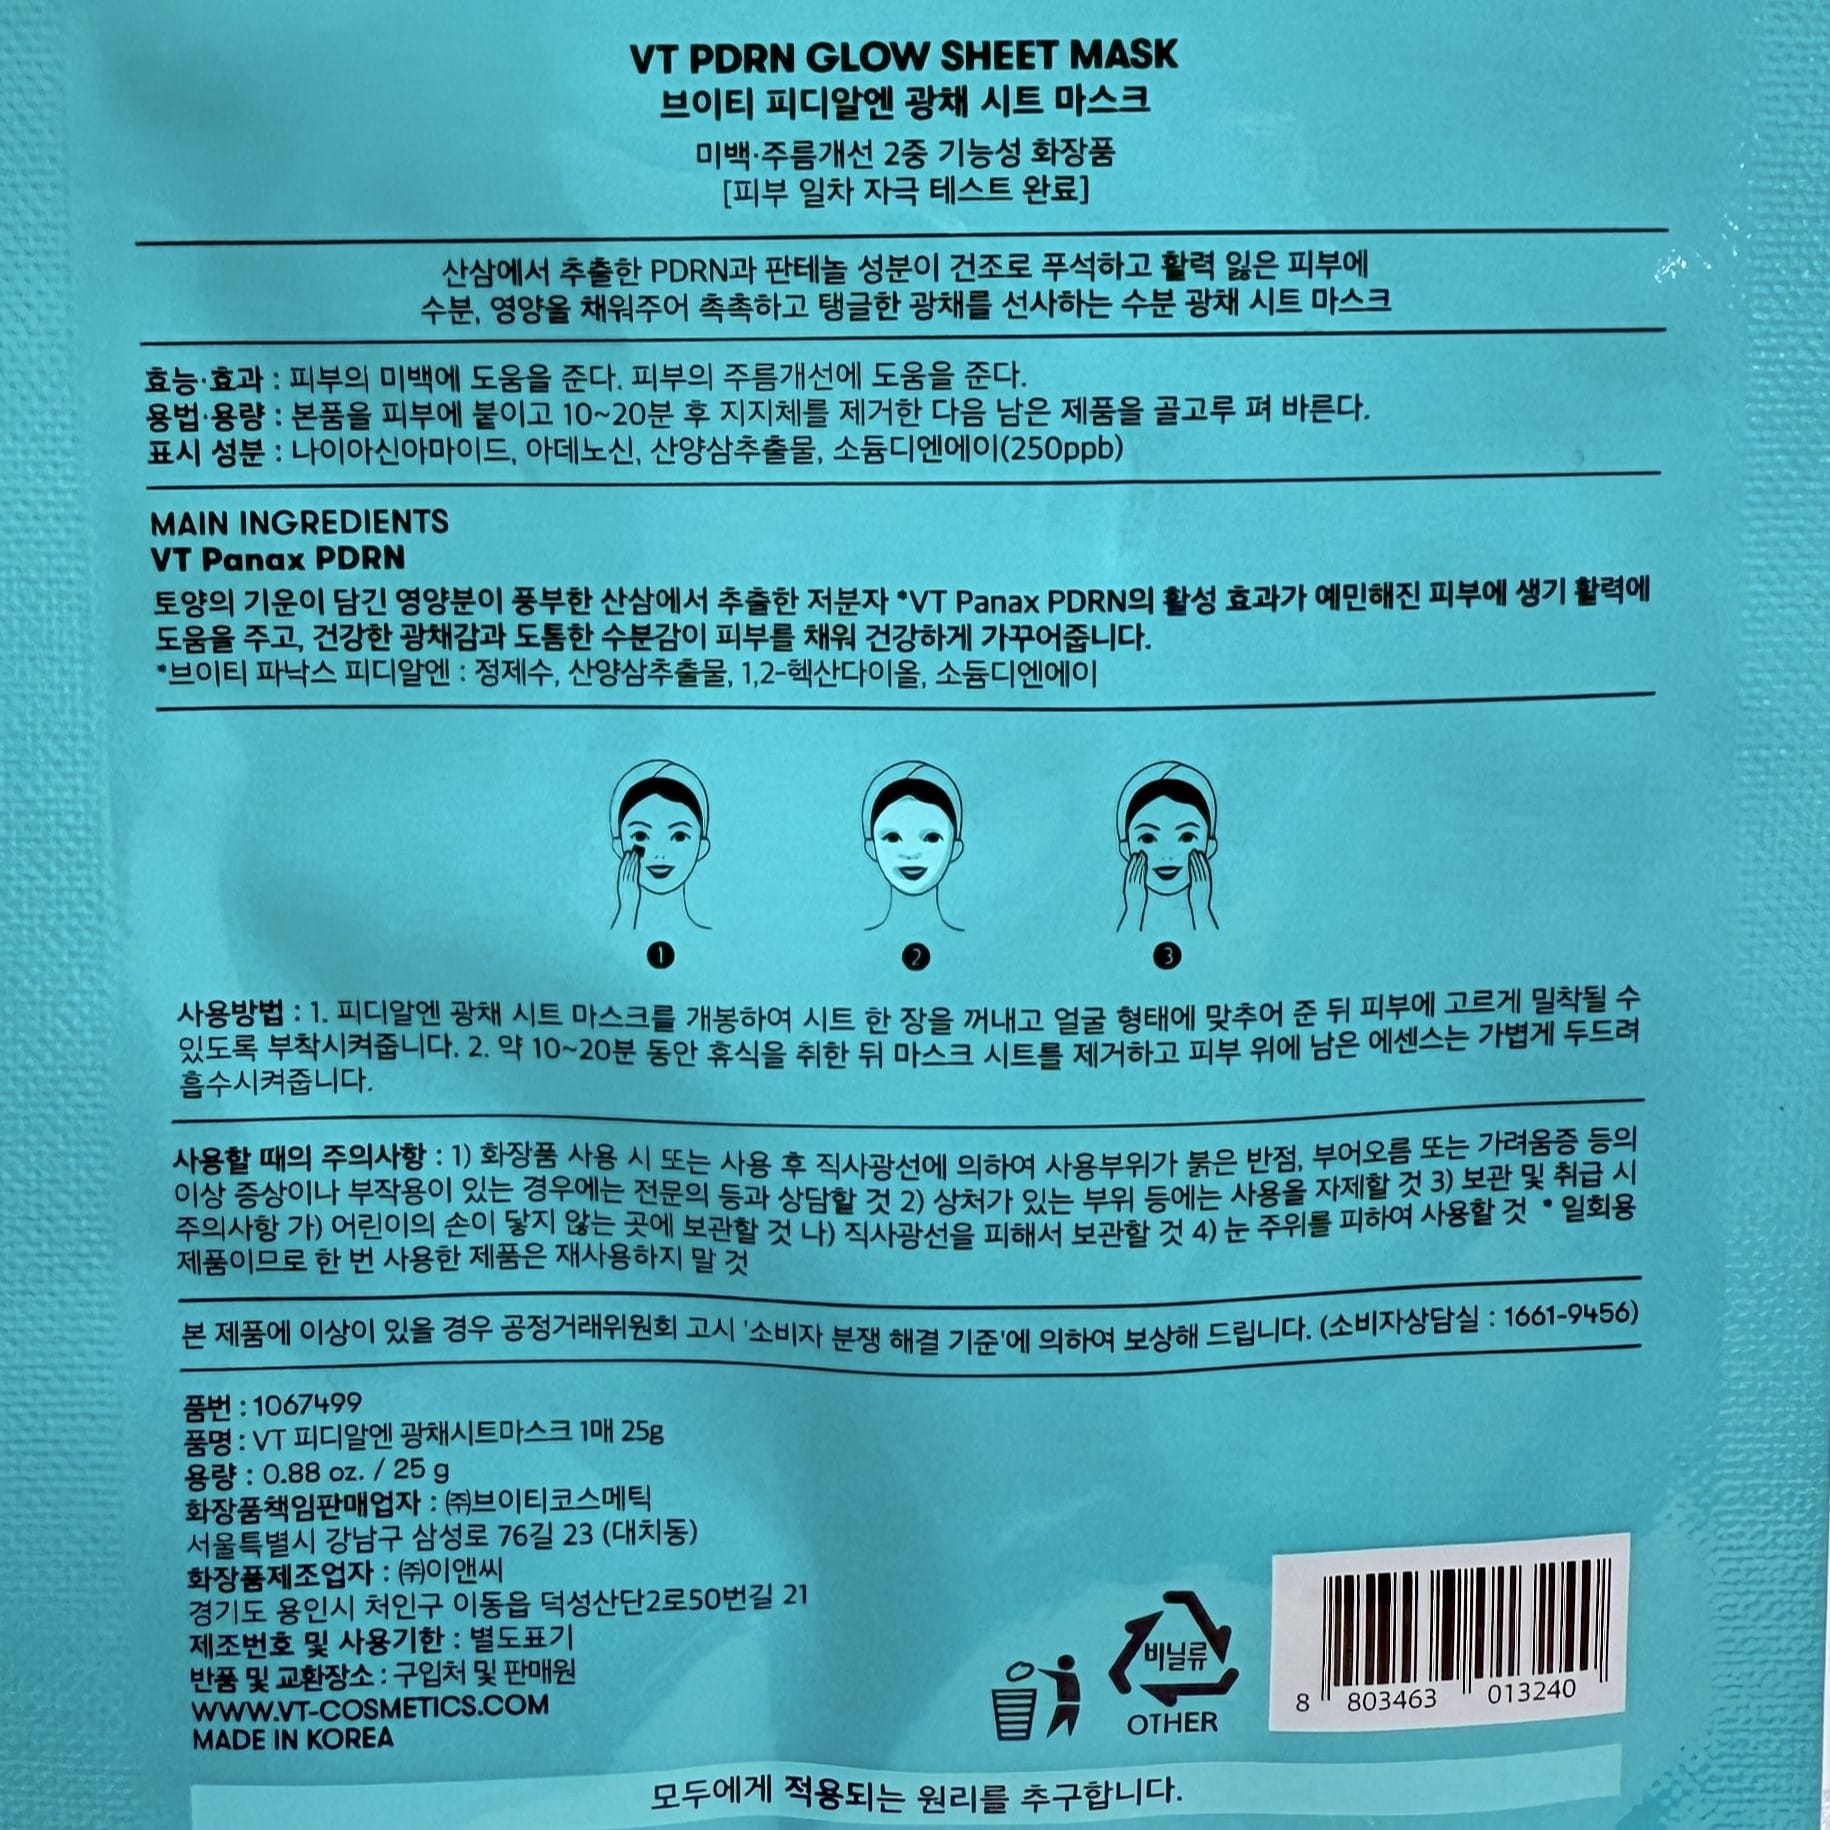 VT PDRN GLOW SHEET MASK
브이티 피디알엔 광채 시트 마스크
미백·주름개선 2중 기능성 화장품
[피부 일차 자극 테스트 완료]
산삼에서 추출한 PDRN과 판테놀 성분이 건조로 푸석하고 활력 잃은 피부에
수분, 영양을 채워주어 촉촉하고 탱글한 광채를 선사하는 수분 광채 시트 마스크
효능·효과 : 피부의 미백에 도움을 준다. 피부의 주름개선에 도움을 준다.
용법·용량 : 본품을 피부에 붙이고 10~20분 후 지지체를 제거한 다음 남은 제품을 골고루 펴 바른다.
표시 성분 : 나이아신아마이드, 아데노신, 산양삼추출물, 소듐디엔에이(250ppb)
MAIN INGREDIENTS
VT Panax PDRN
토양의 기운이 담긴 영양분이 풍부한 산삼에서 추출한 저분자 *VT Panax PDRN의 활성 효과가 예민해진 피부에 생기 활력에
도움을 주고, 건강한 광채감과 도톰한 수분감이 피부를 채워 건강하게 가꾸어줍니다.
*브이티 파낙스 피디알엔 : 정제수, 산양삼추출물, 1,2-헥산다이올, 소듐디엔에이
1 2 3
사용방법 : 1. 피디알엔 광채 시트 마스크를 개봉하여 시트 한 장을 꺼내고 얼굴 형태에 맞추어 준 뒤 피부에 고르게 밀착될 수
있도록 부착시켜줍니다. 2. 약 10~20분 동안 휴식을 취한 뒤 마스크 시트를 제거하고 피부 위에 남은 에센스는 가볍게 두드려
흡수시켜줍니다.
사용할 때의 주의사항 : 1) 화장품 사용 시 또는 사용 후 직사광선에 의하여 사용부위가 붉은 반점, 부어오름 또는 가려움증 등의
이상 증상이나 부작용이 있는 경우에는 전문의 등과 상담할 것 2) 상처가 있는 부위 등에는 사용을 자제할 것 3) 보관 및 취급 시
주의사항 가) 어린이의 손이 닿지 않는 곳에 보관할 것 나) 직사광선을 피해서 보관할 것 4) 눈 주위를 피하여 사용할 것 * 일회용
제품이므로 한 번 사용한 제품은 재사용하지 말 것
본 제품에 이상이 있을 경우 공정거래위원회 고시 '소비자 분쟁 해결 기준'에 의하여 보상해 드립니다. (소비자상담실 : 1661-9456)
품번 : 1067499
품명 : VT 피디알엔 광채시트마스크 1매 25g
용량 : 0.88 oz. / 25 g
화장품책임판매업자 : ㈜브이티코스메틱
서울특별시 강남구 삼성로 76길 23 (대치동)
화장품제조업자 : ㈜이앤씨
경기도 용인시 처인구 이동읍 덕성산단2로50번길 21
제조번호 및 사용기한 : 별도표기
반품 및 교환장소 : 구입처 및 판매원
WWW.VT-COSMETICS.COM
MADE IN KOREA
비닐류
OTHER
8 803463 013240
모두에게 적용되는 원리를 추구합니다.